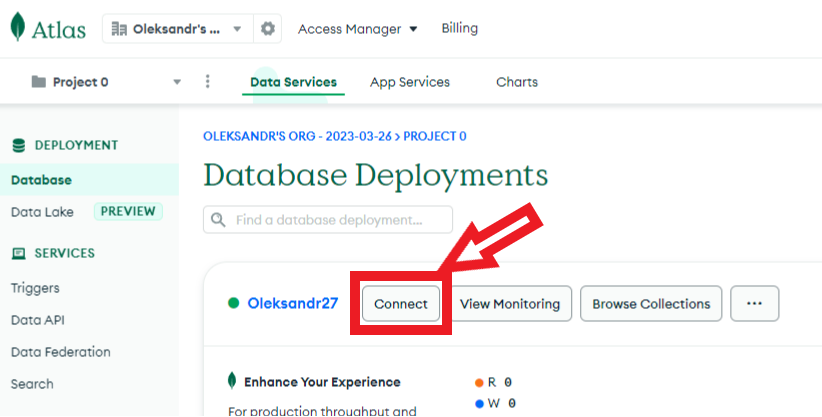 Atlas
Oleksandr's ...
Access Manager
Billing
Project 0
Data Services
App Services
Charts
DEPLOYMENT
Database
Data Lake
PREVIEW
SERVICES
Triggers
Data API
Data Federation
Search
OLEKSANDR'S ORG - 2023-03-26 > PROJECT 0
Database Deployments
Find a database deployment...
Oleksandr27
Connect
View Monitoring
Browse Collections
...
Enhance Your Experience
For production throughput and
R 0
W 0